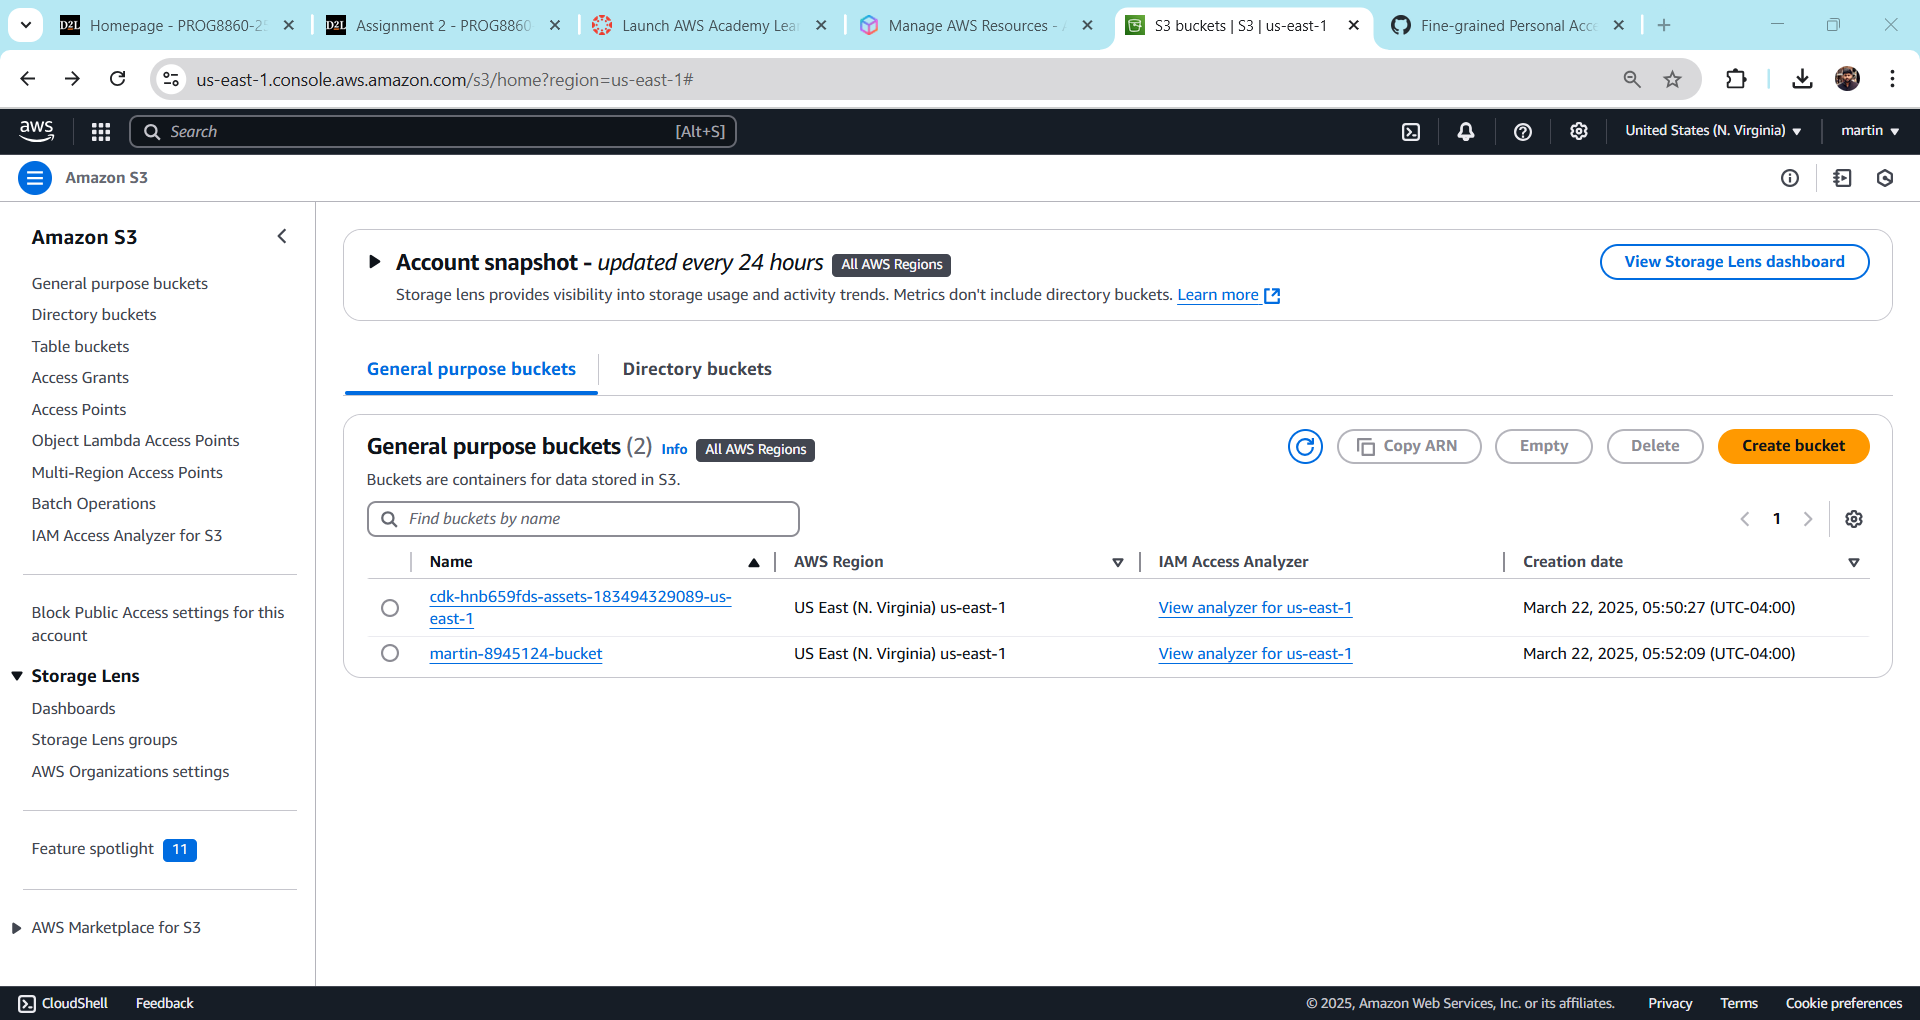 Homepage - PROG8860-25
Assignment 2 - PROG8860
Launch AWS Academy Lea
Manage AWS Resources - A
S3 buckets | S3 | us-east-1
Fine-grained Personal Acce
us-east-1.console.aws.amazon.com/s3/home?region=us-east-1#
aws
Search
[Alt+S]
United States (N. Virginia)
martin
Amazon S3
Amazon S3
General purpose buckets
Directory buckets
Table buckets
Access Grants
Access Points
Object Lambda Access Points
Multi-Region Access Points
Batch Operations
IAM Access Analyzer for S3
Block Public Access settings for this
account
Storage Lens
Dashboards
Storage Lens groups
AWS Organizations settings
Feature spotlight 11
AWS Marketplace for S3
Account snapshot - updated every 24 hours All AWS Regions
View Storage Lens dashboard
Storage lens provides visibility into storage usage and activity trends. Metrics don't include directory buckets. Learn more
General purpose buckets
Directory buckets
General purpose buckets (2) Info All AWS Regions
Copy ARN
Empty
Delete
Create bucket
Buckets are containers for data stored in S3.
Find buckets by name
1
Name
AWS Region
IAM Access Analyzer
Creation date
cdk-hnb659fds-assets-183494329089-us-
east-1
US East (N. Virginia) us-east-1
View analyzer for us-east-1
March 22, 2025, 05:50:27 (UTC-04:00)
martin-8945124-bucket
US East (N. Virginia) us-east-1
View analyzer for us-east-1
March 22, 2025, 05:52:09 (UTC-04:00)
CloudShell
Feedback
© 2025, Amazon Web Services, Inc. or its affiliates.
Privacy
Terms
Cookie preferences